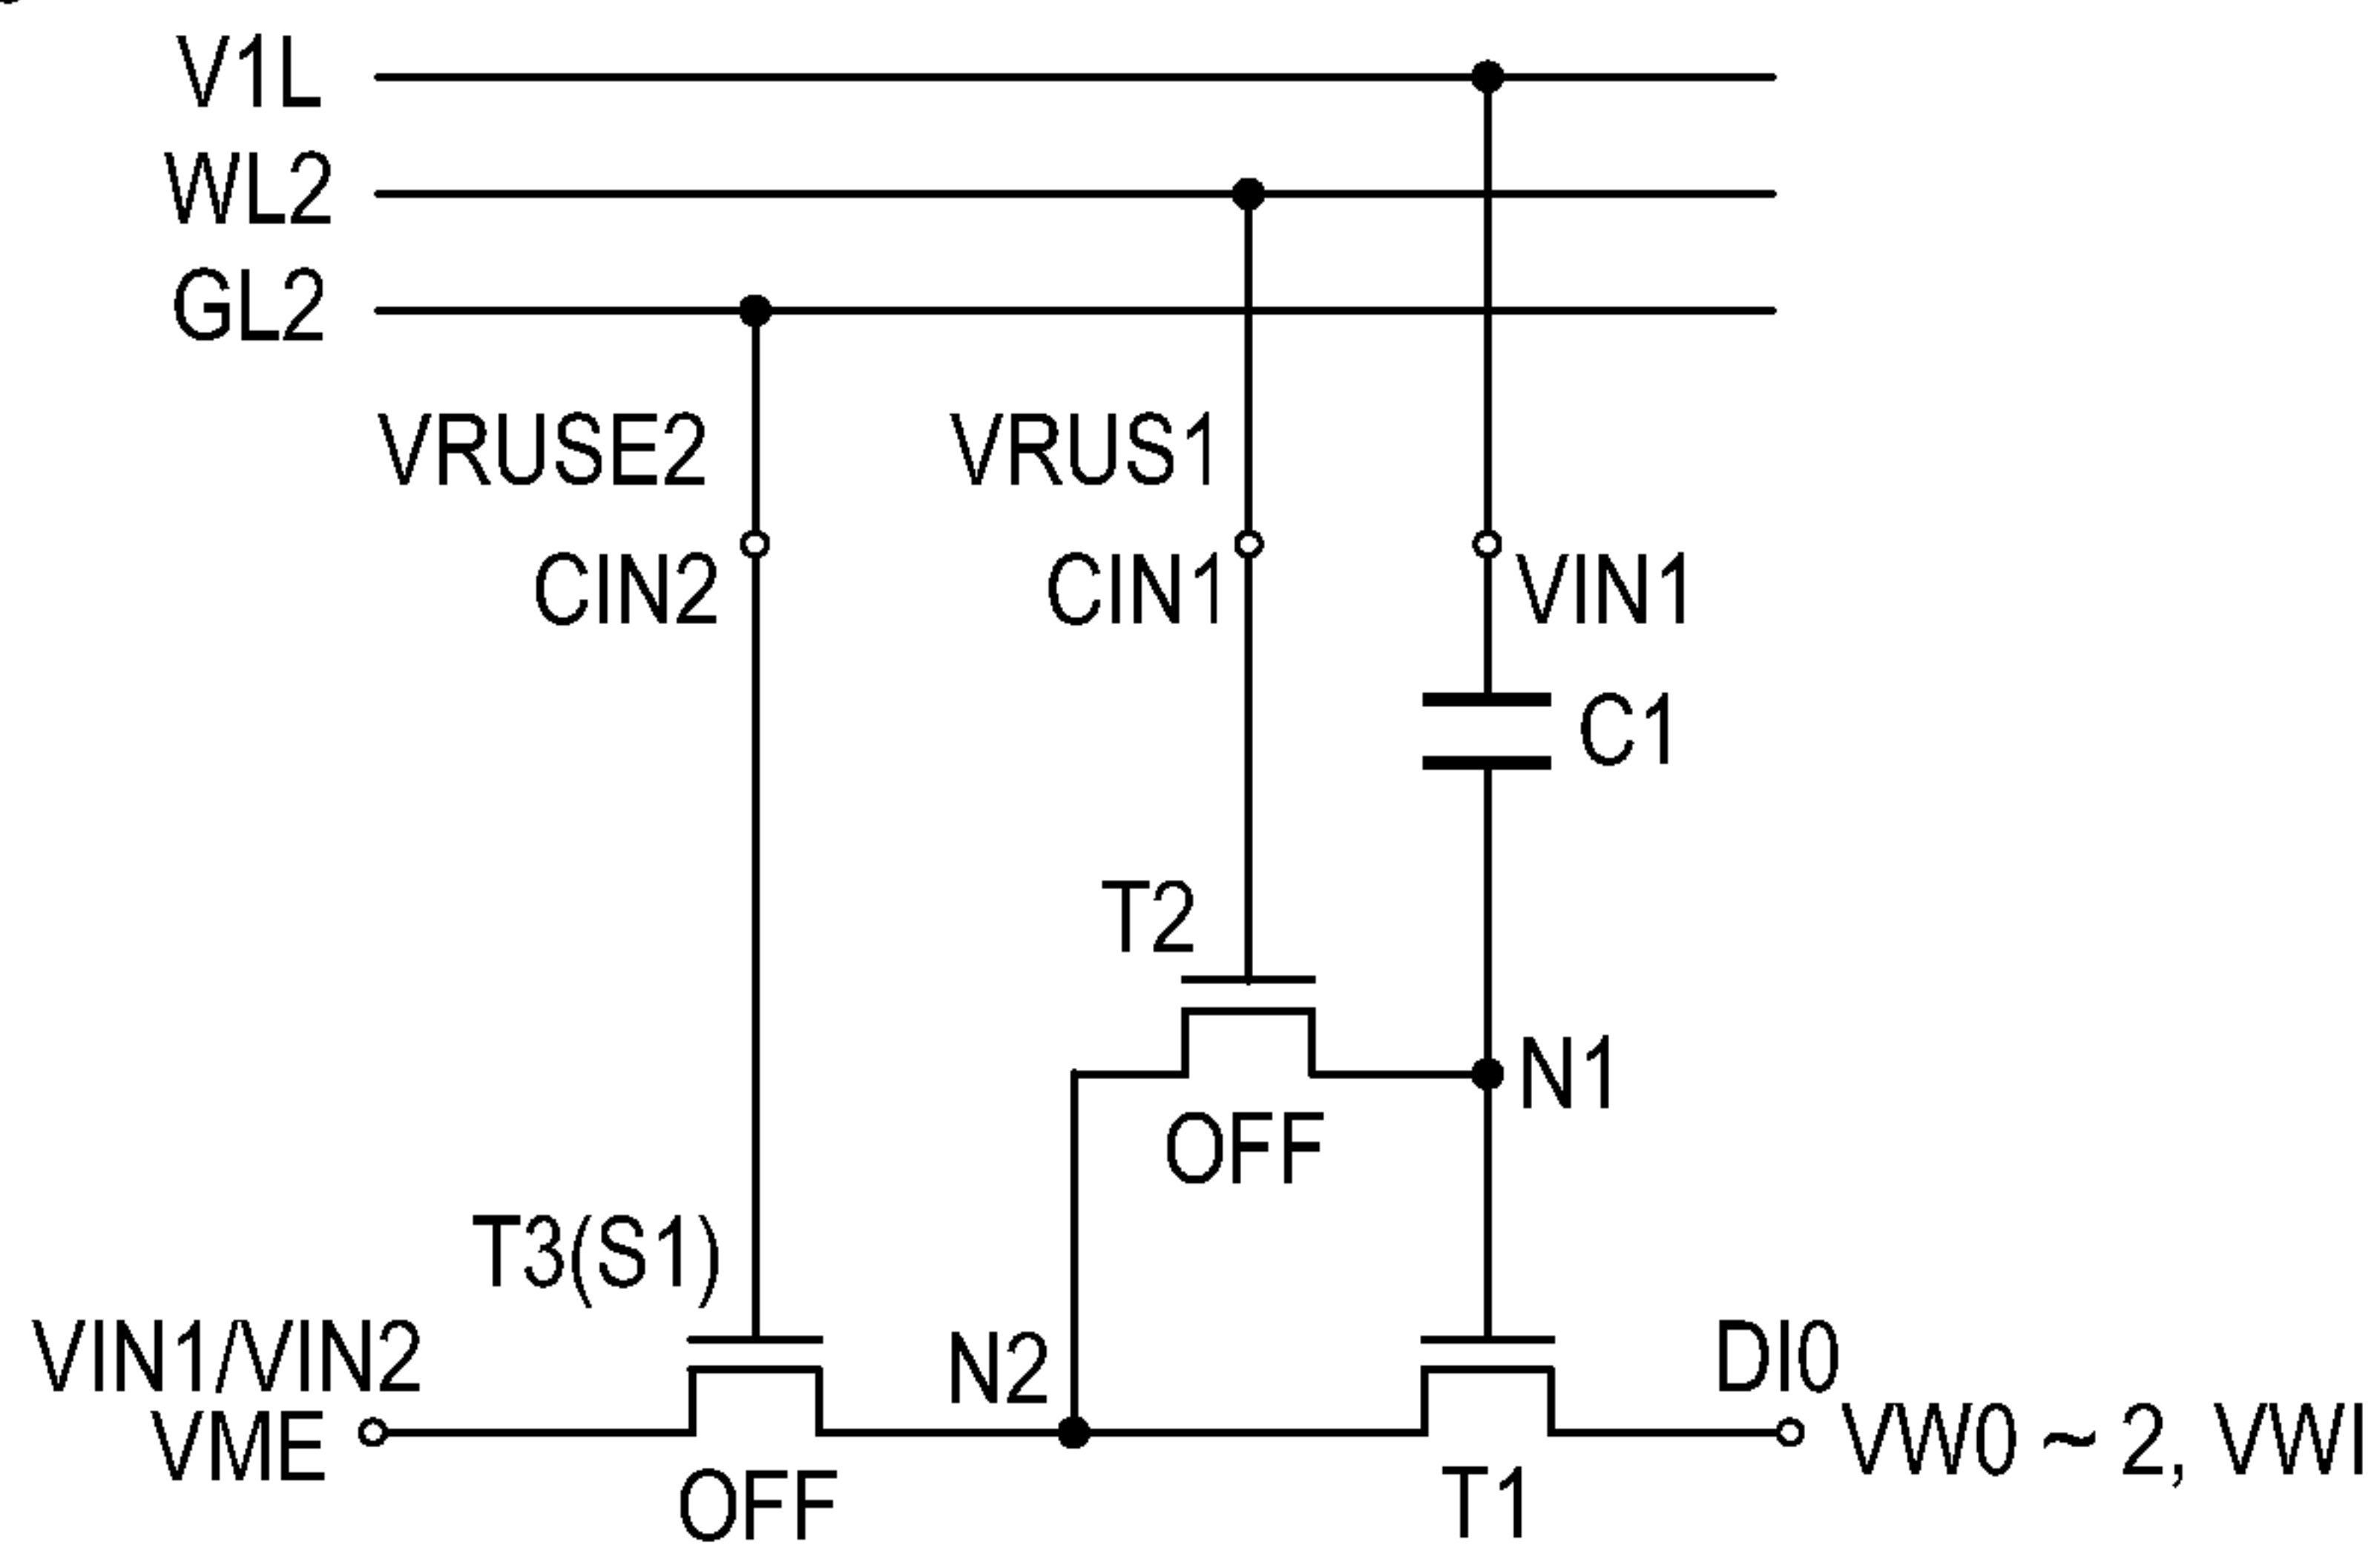 V1L
WL2
GL2
VRUSE2 VRUS1
CIN2 CIN1 VIN1
C1
T2
N1
OFF
T3(S1)
VIN1/VIN2 N2 DI0
VME VW0 ~ 2, VWI
OFF T1